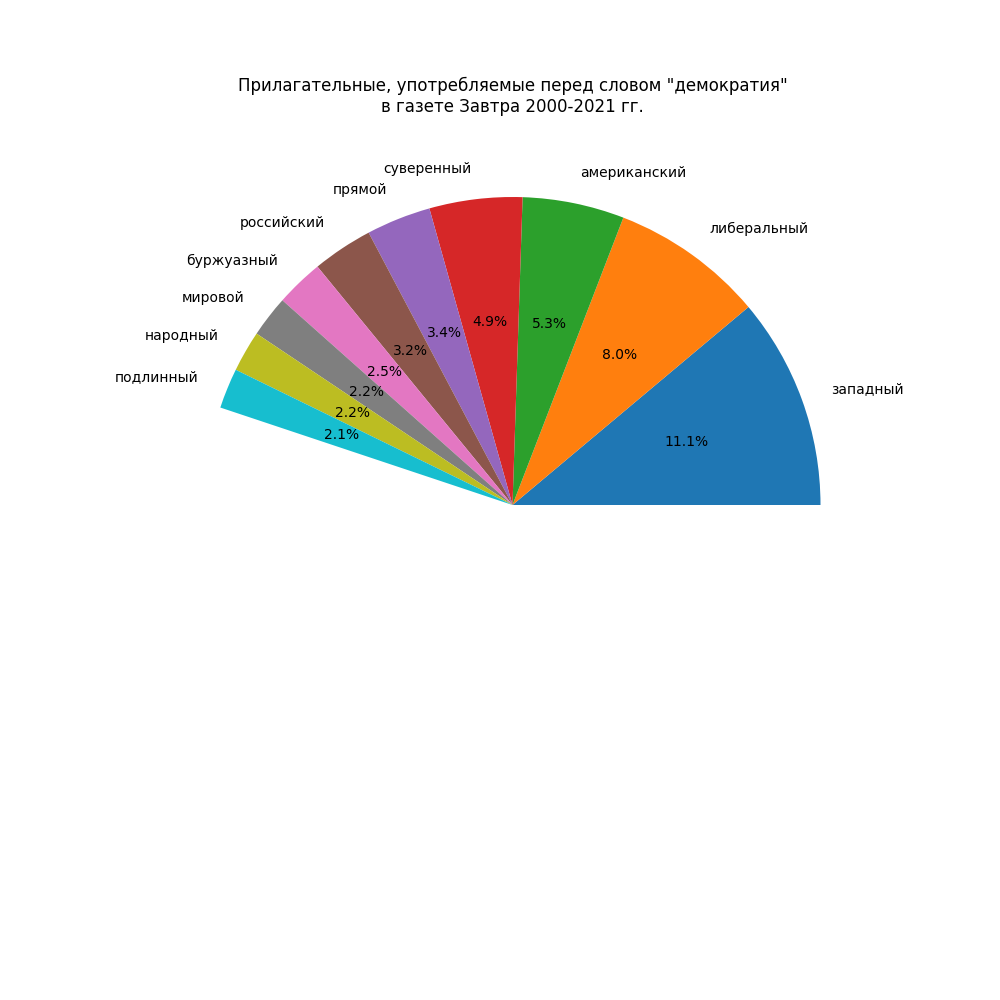 Прилагательные, употребляемые перед словом "демократия"
в газете Завтра 2000-2021 гг.
суверенный
американский
прямой
российский
либеральный
буржуазный
мировой
народный
подлинный
западный
4.9%
5.3%
3.4%
3.2%
8.0%
2.5%
2.2%
2.2%
2.1%
11.1%